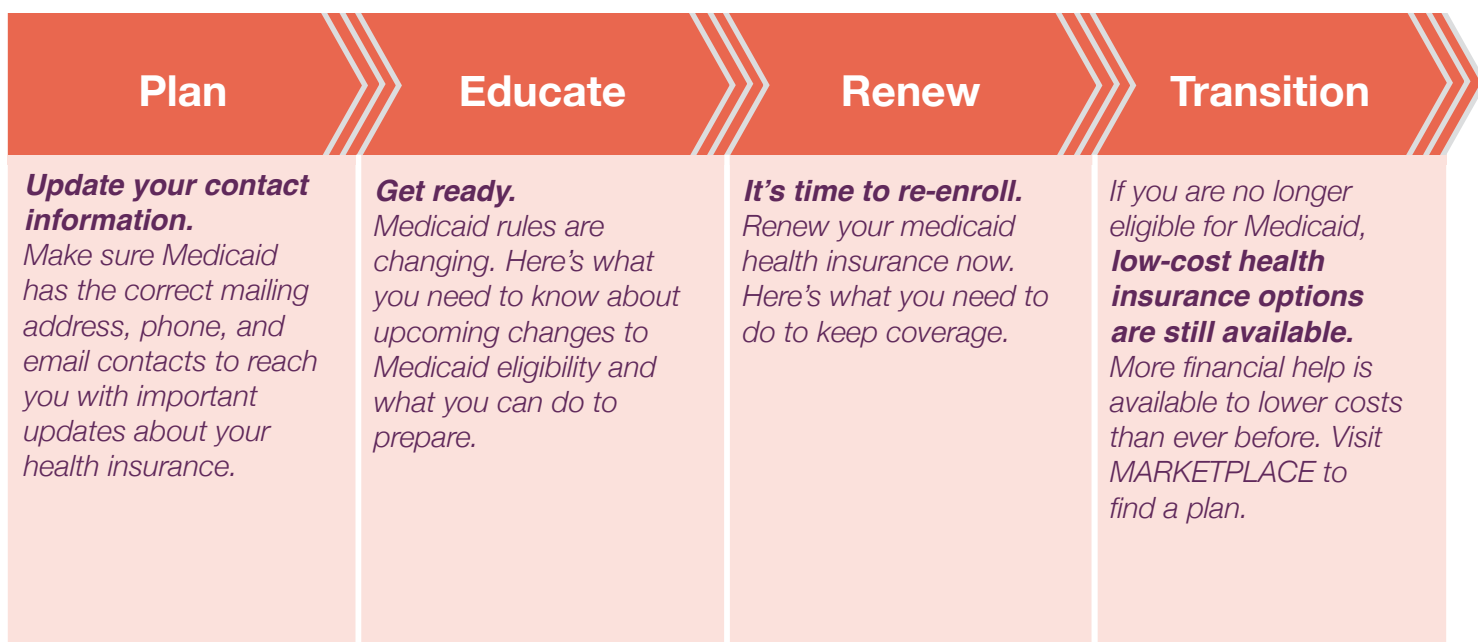 Plan
Educate
Renew
Transition
Update your contact
information.
Make sure Medicaid
has the correct mailing
address, phone, and
email contacts to reach
you with important
updates about your
health insurance.
Get ready.
Medicaid rules are
changing. Here’s what
you need to know about
upcoming changes to
Medicaid eligibility and
what you can do to
prepare.
It’s time to re-enroll.
Renew your medicaid
health insurance now.
Here’s what you need to
do to keep coverage.
If you are no longer
eligible for Medicaid,
low-cost health
insurance options
are still available.
More financial help is
available to lower costs
than ever before. Visit
MARKETPLACE to
find a plan.